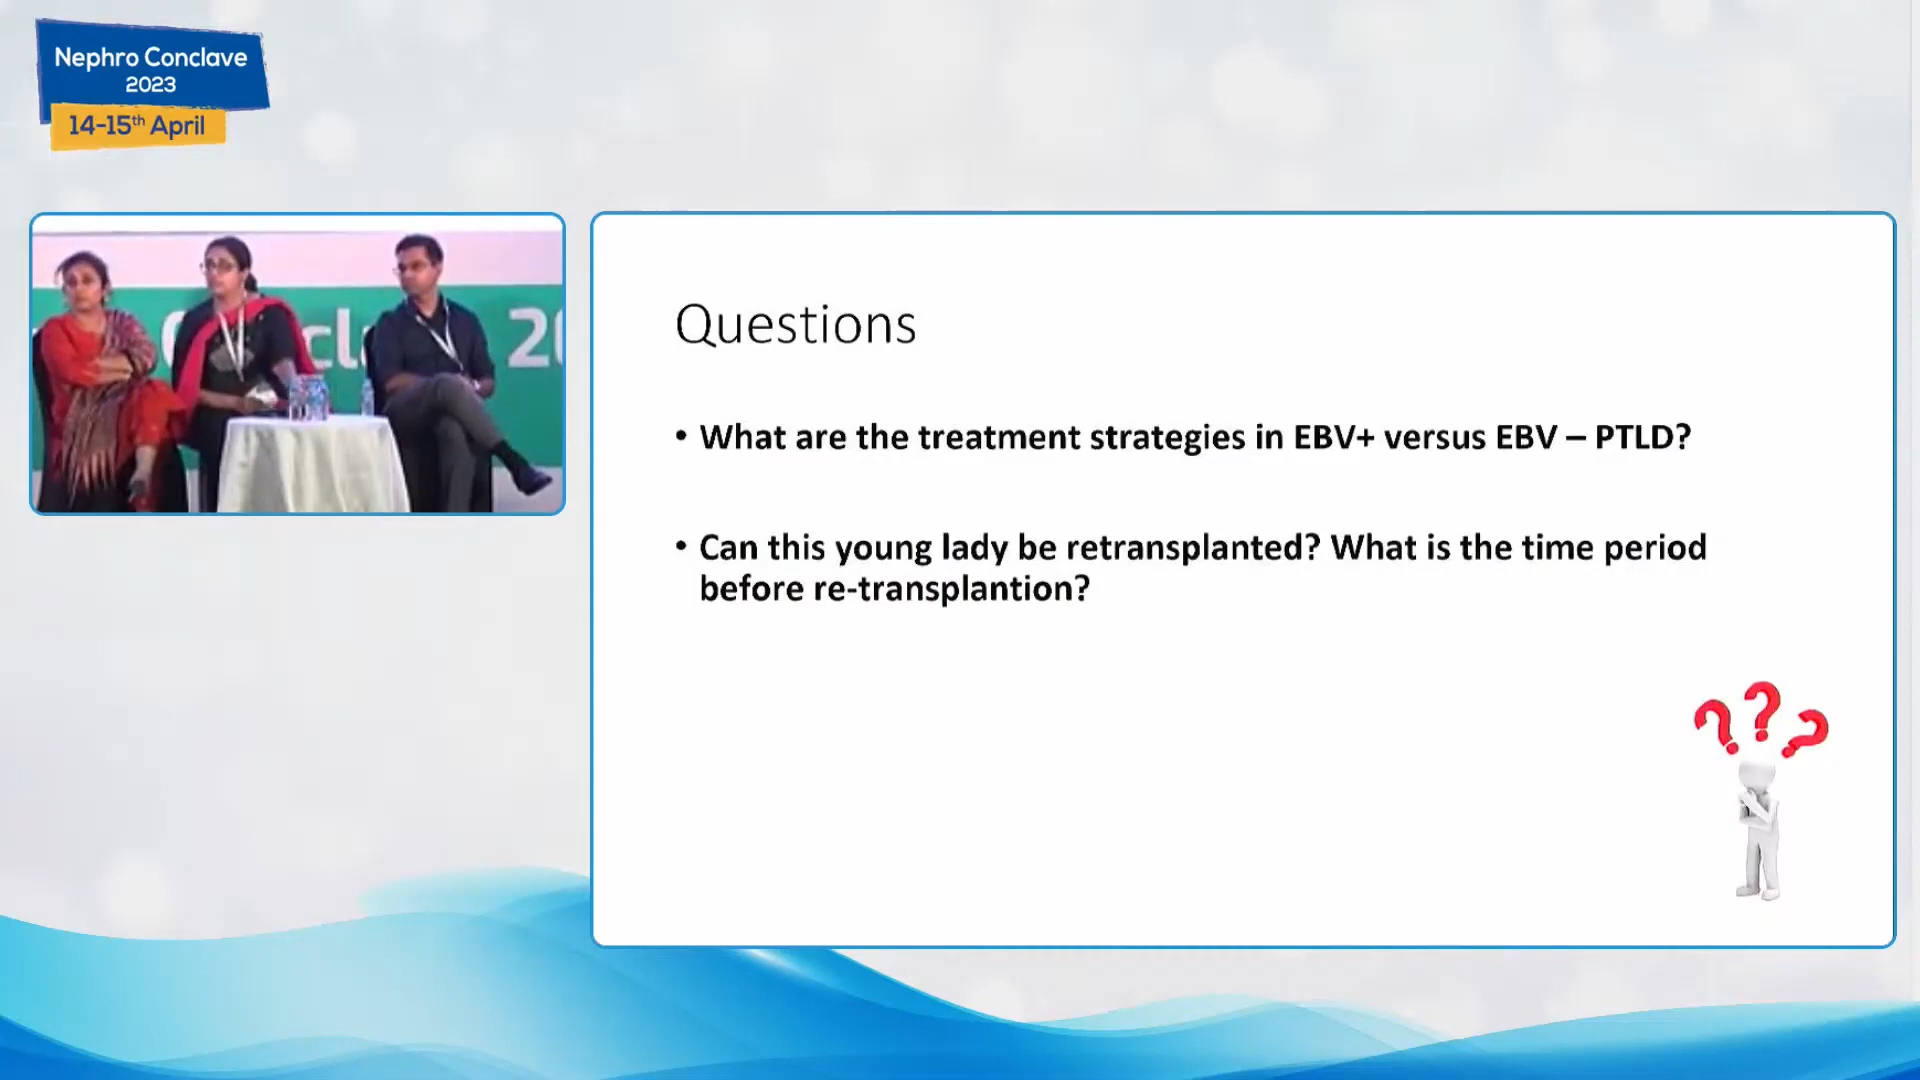 Nephro Conclave
2023
14-15th April
Questions
• What are the treatment strategies in EBV+ versus EBV – PTLD?
• Can this young lady be retransplanted? What is the time period
before re-transplantion?